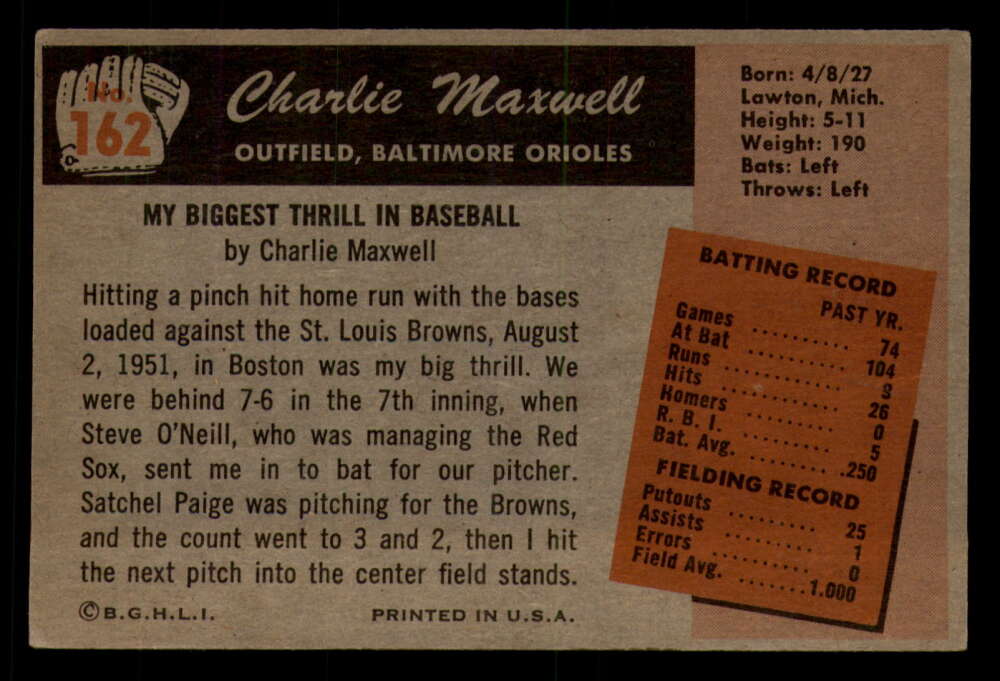 No.
162
Charlie Maxwell
OUTFIELD, BALTIMORE ORIOLES
Born: 4/8/27
Lawton, Mich.
Height: 5-11
Weight: 190
Bats: Left
Throws: Left
MY BIGGEST THRILL IN BASEBALL
by Charlie Maxwell
Hitting a pinch hit home run with the bases
loaded against the St. Louis Browns, August
2, 1951, in Boston was my big thrill. We
were behind 7-6 in the 7th inning, when
Steve O'Neill, who was managing the Red
Sox, sent me in to bat for our pitcher.
Satchel Paige was pitching for the Browns,
and the count went to 3 and 2, then I hit
the next pitch into the center field stands.
©B.G.H.L.I. PRINTED IN U.S.A.
BATTING RECORD
PAST YR.
Games .......... 74
At Bat .......... 104
Runs .......... 9
Hits .......... 26
Homers .......... 0
R. B. I. .......... 5
Bat. Avg. ........ .250
FIELDING RECORD
Putouts ......... 25
Assists ......... 1
Errors .......... 0
Field Avg. ...... 1.000